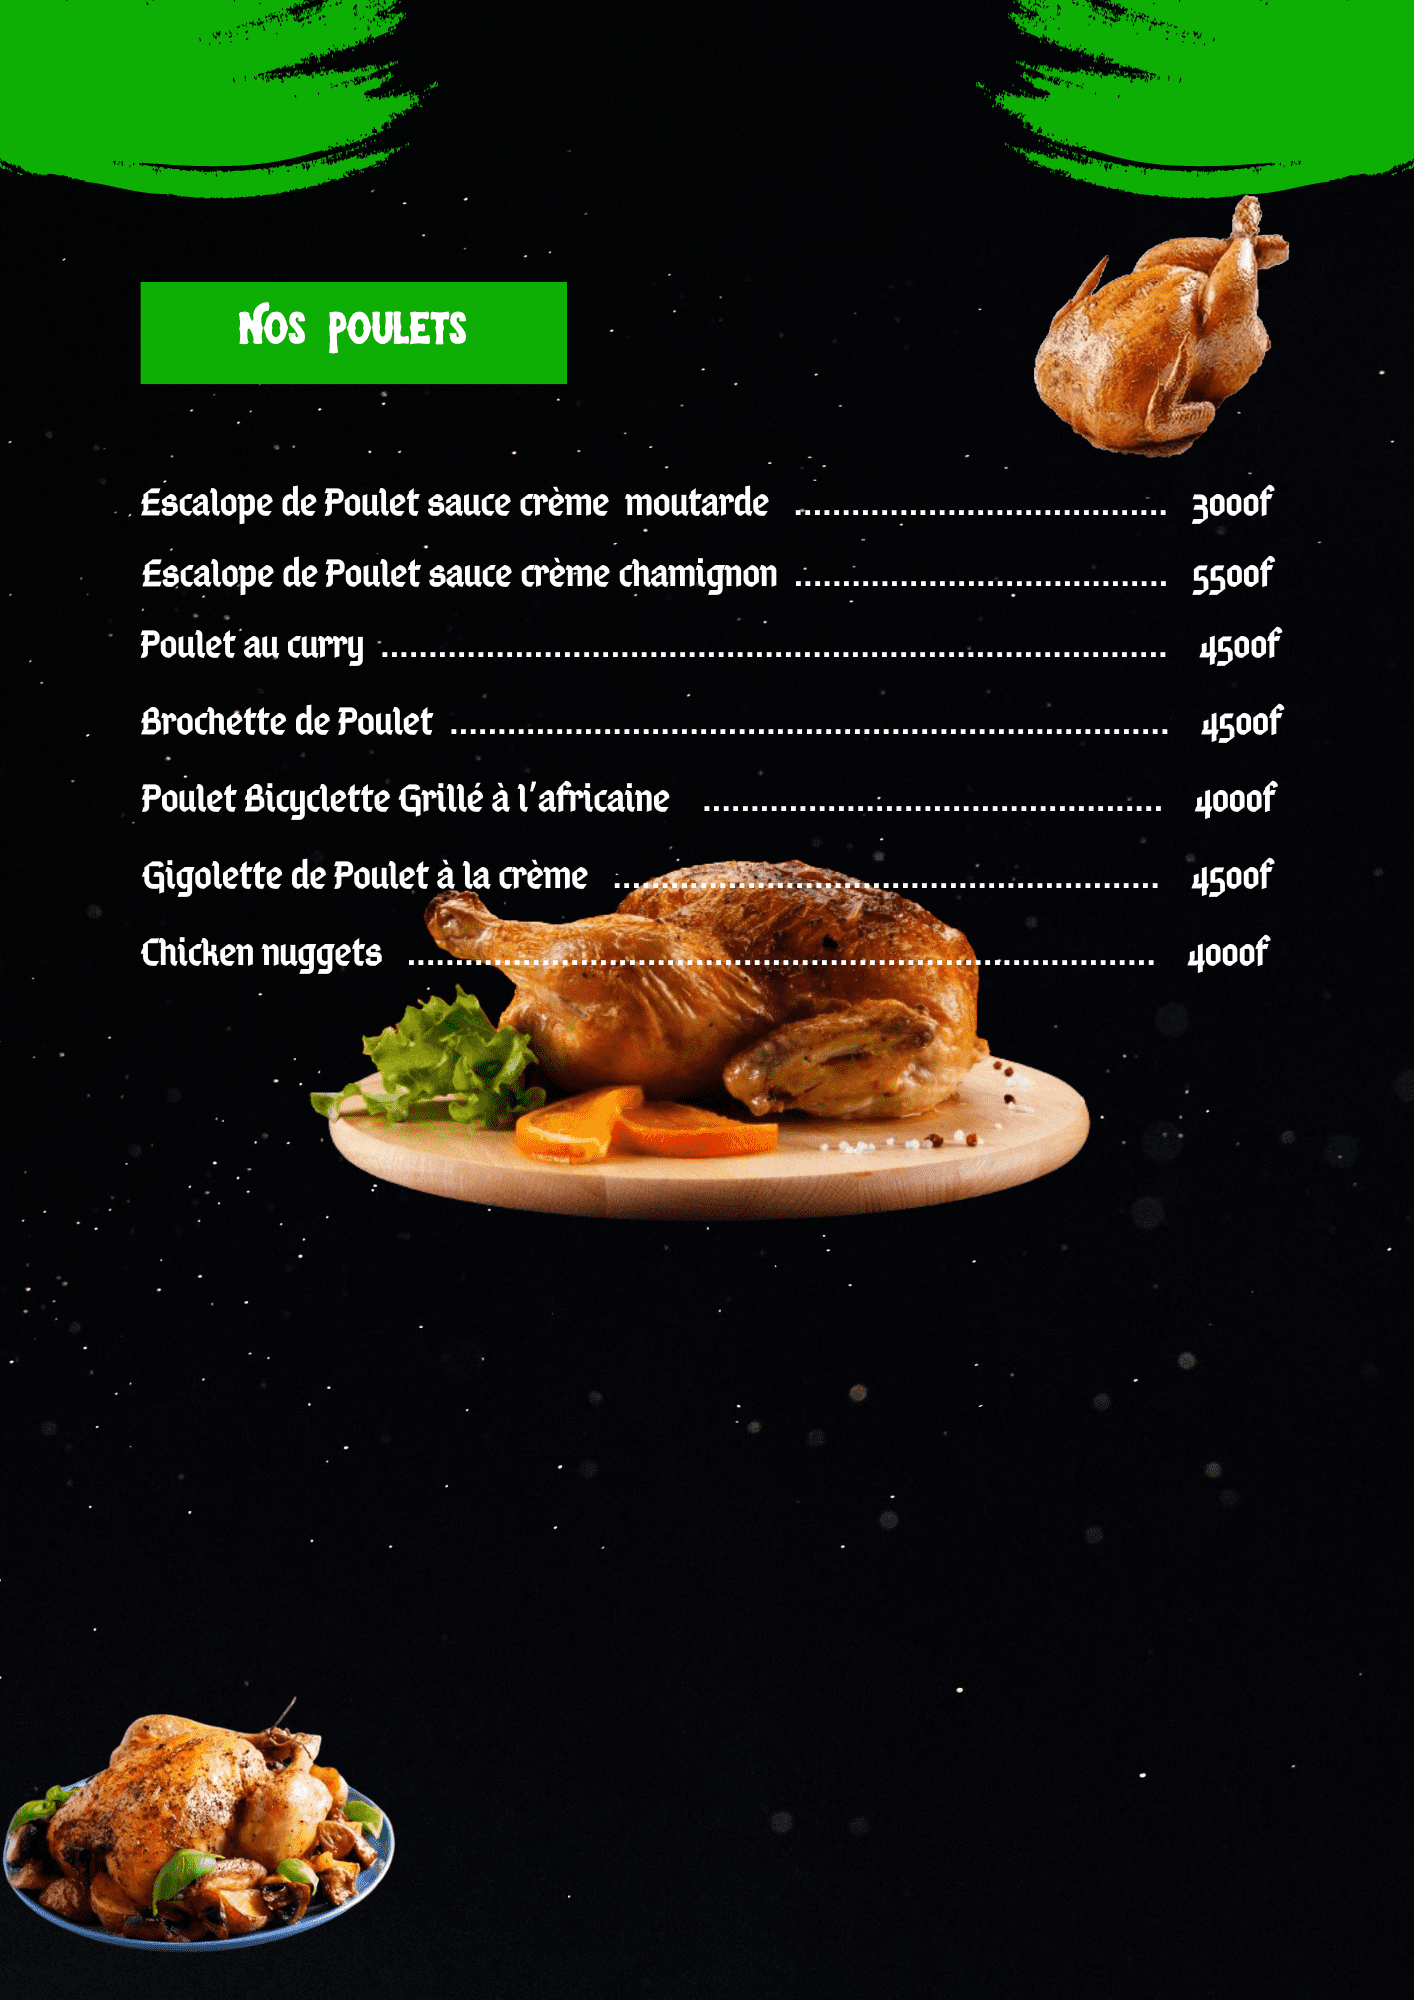 Nos poulets
Escalope de Poulet sauce crème moutarde ....................................... 3000f
Escalope de Poulet sauce crème chamignon ....................................... 5500f
Poulet au curry .................................................................................. 4500f
Brochette de Poulet ........................................................................... 4500f
Poulet Bicyclette Grillé à l'africaine ................................................ 4000f
Gigolette de Poulet à la crème ......................................................... 4500f
Chicken nuggets .............................................................................. 4000f